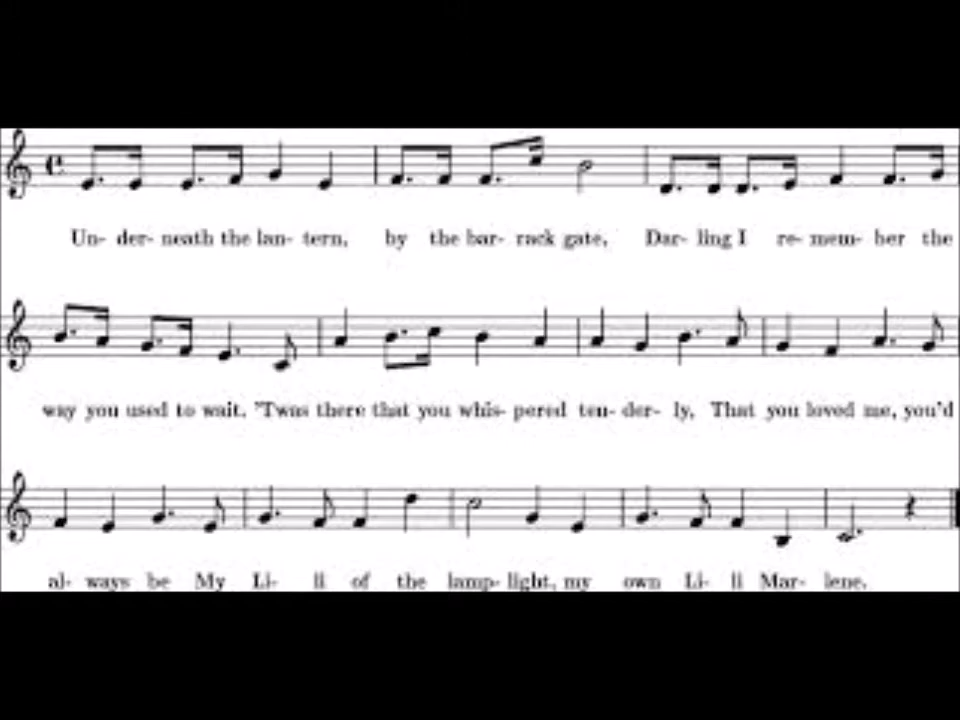 Un- der- neath the lan- tern, by the bar- rack gate, Dar- ling I re- mem- ber the
way you used to wait. 'Twas there that you whis- pered ten- der- ly, That you loved me, you'd
al- ways be My Li- li of the lamp- light, my own Li- li Mar- lene.